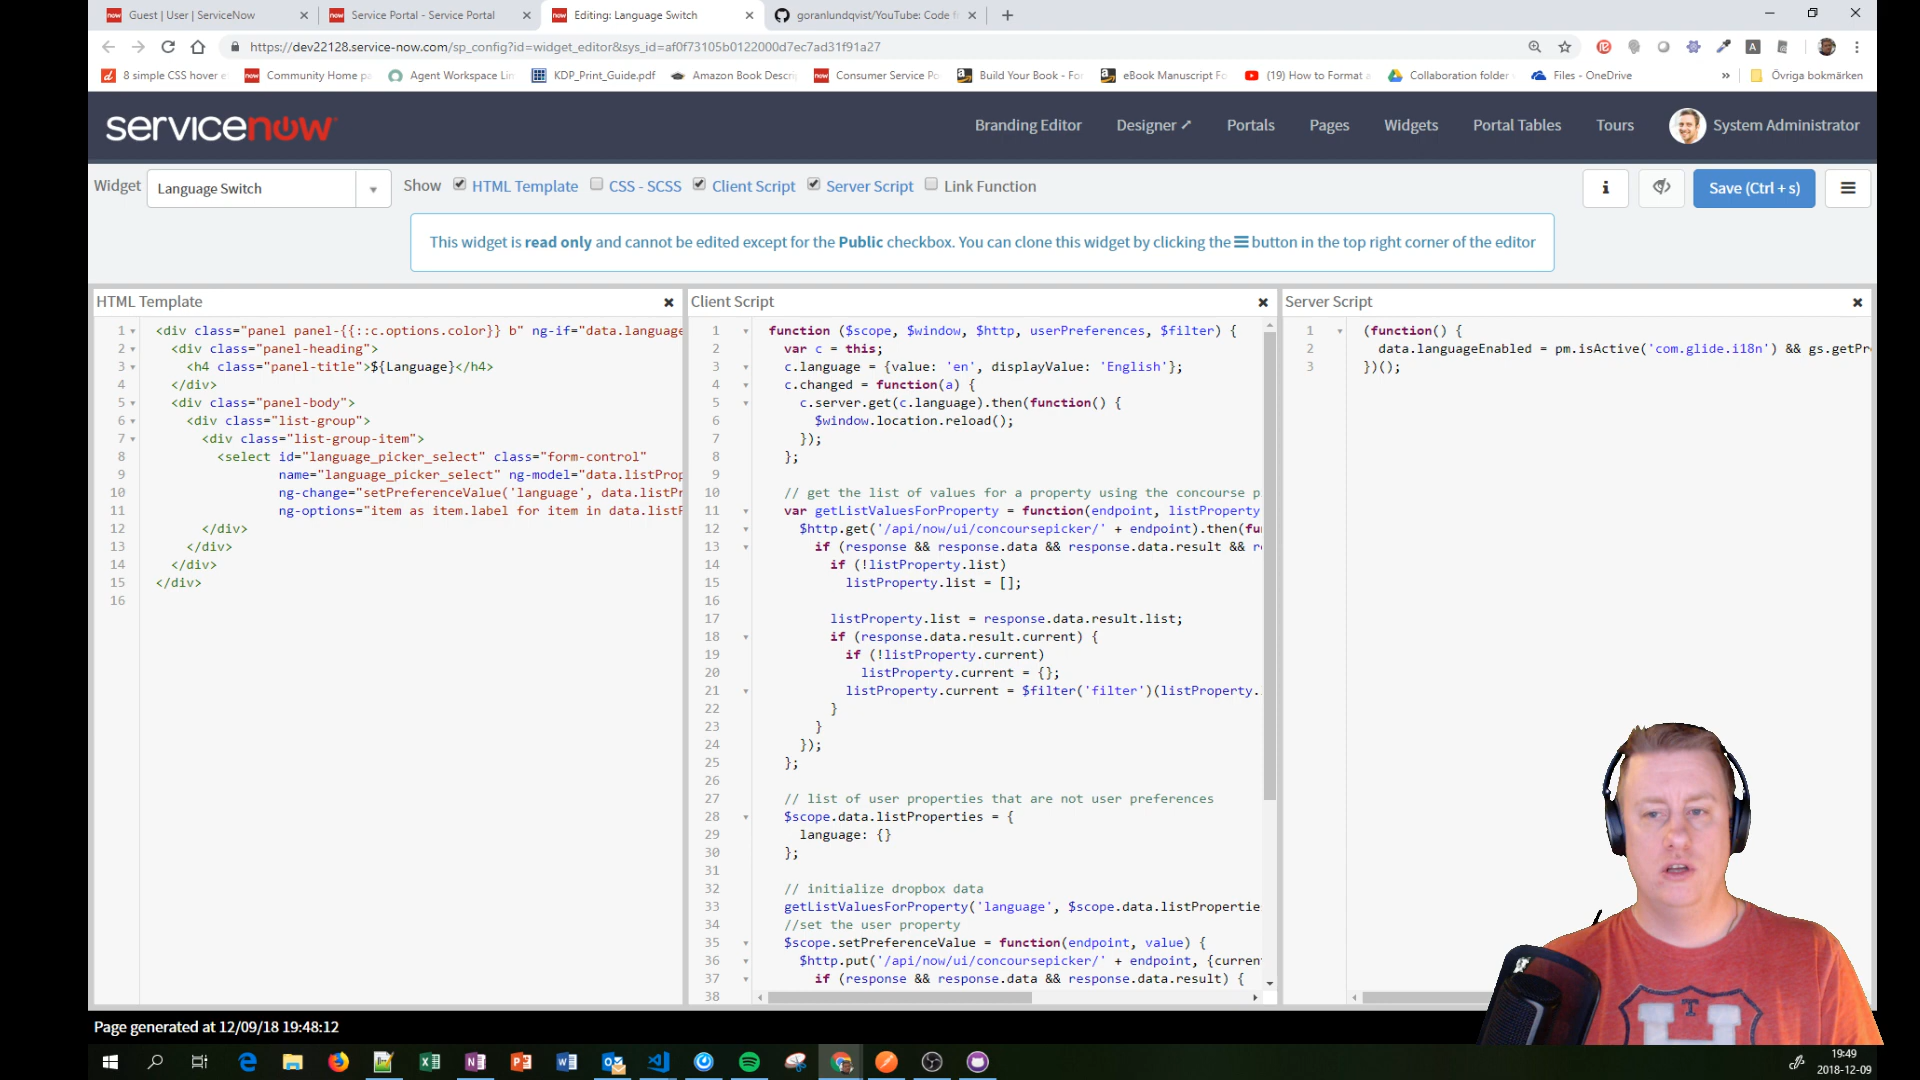 Guest | User | ServiceNow
Service Portal - Service Portal
Editing: Language Switch
goranlundqvist/YouTube: Code f
https://dev22128.service-now.com/sp_config?id=widget_editor&sys_id=af0f73105b0122000d7ec7ad31f91a27
8 simple CSS hover e
Community Home pa
Agent Workspace Lin
KDP_Print_Guide.pdf
Amazon Book Descri
Consumer Service Po
Build Your Book - Fo
eBook Manuscript Fo
(19) How to Format a
Collaboration folder
Files - OneDrive
»
Övriga bokmärken
servicenow
Branding Editor
Designer
Portals
Pages
Widgets
Portal Tables
Tours
System Administrator
Widget
Language Switch
Show
HTML Template
CSS - SCSS
Client Script
Server Script
Link Function
Save (Ctrl + s)
This widget is read only and cannot be edited except for the Public checkbox. You can clone this widget by clicking the ☰ button in the top right corner of the editor
HTML Template
1 <div class="panel panel-{{::c.options.color}} b" ng-if="data.language
2 <div class="panel-heading">
3 <h4 class="panel-title">${Language}</h4>
4 </div>
5 <div class="panel-body">
6 <div class="list-group">
7 <div class="list-group-item">
8 <select id="language_picker_select" class="form-control"
9 name="language_picker_select" ng-model="data.listProp
10 ng-change="setPreferenceValue('language', data.listPr
11 ng-options="item as item.label for item in data.listP
12 </div>
13 </div>
14 </div>
15 </div>
16
Client Script
1 function ($scope, $window, $http, userPreferences, $filter) {
2 var c = this;
3 c.language = {value: 'en', displayValue: 'English'};
4 c.changed = function(a) {
5 c.server.get(c.language).then(function() {
6 $window.location.reload();
7 });
8 };
9
10 // get the list of values for a property using the concourse p
11 var getListValuesForProperty = function(endpoint, listProperty
12 $http.get('/api/now/ui/concoursepicker/' + endpoint).then(fu
13 if (response && response.data && response.data.result && r
14 if (!listProperty.list)
15 listProperty.list = [];
16
17 listProperty.list = response.data.result.list;
18 if (response.data.result.current) {
19 if (!listProperty.current)
20 listProperty.current = {};
21 listProperty.current = $filter('filter')(listProperty.
22 }
23 }
24 });
25 };
26
27 // list of user properties that are not user preferences
28 $scope.data.listProperties = {
29 language: {}
30 };
31
32 // initialize dropbox data
33 getListValuesForProperty('language', $scope.data.listPropertie
34 //set the user property
35 $scope.setPreferenceValue = function(endpoint, value) {
36 $http.put('/api/now/ui/concoursepicker/' + endpoint, {curren
37 if (response && response.data && response.data.result) {
38
Server Script
1 (function() {
2 data.languageEnabled = pm.isActive('com.glide.i18n') && gs.getPr
3 })();
Page generated at 12/09/18 19:48:12
19:49
2018-12-09